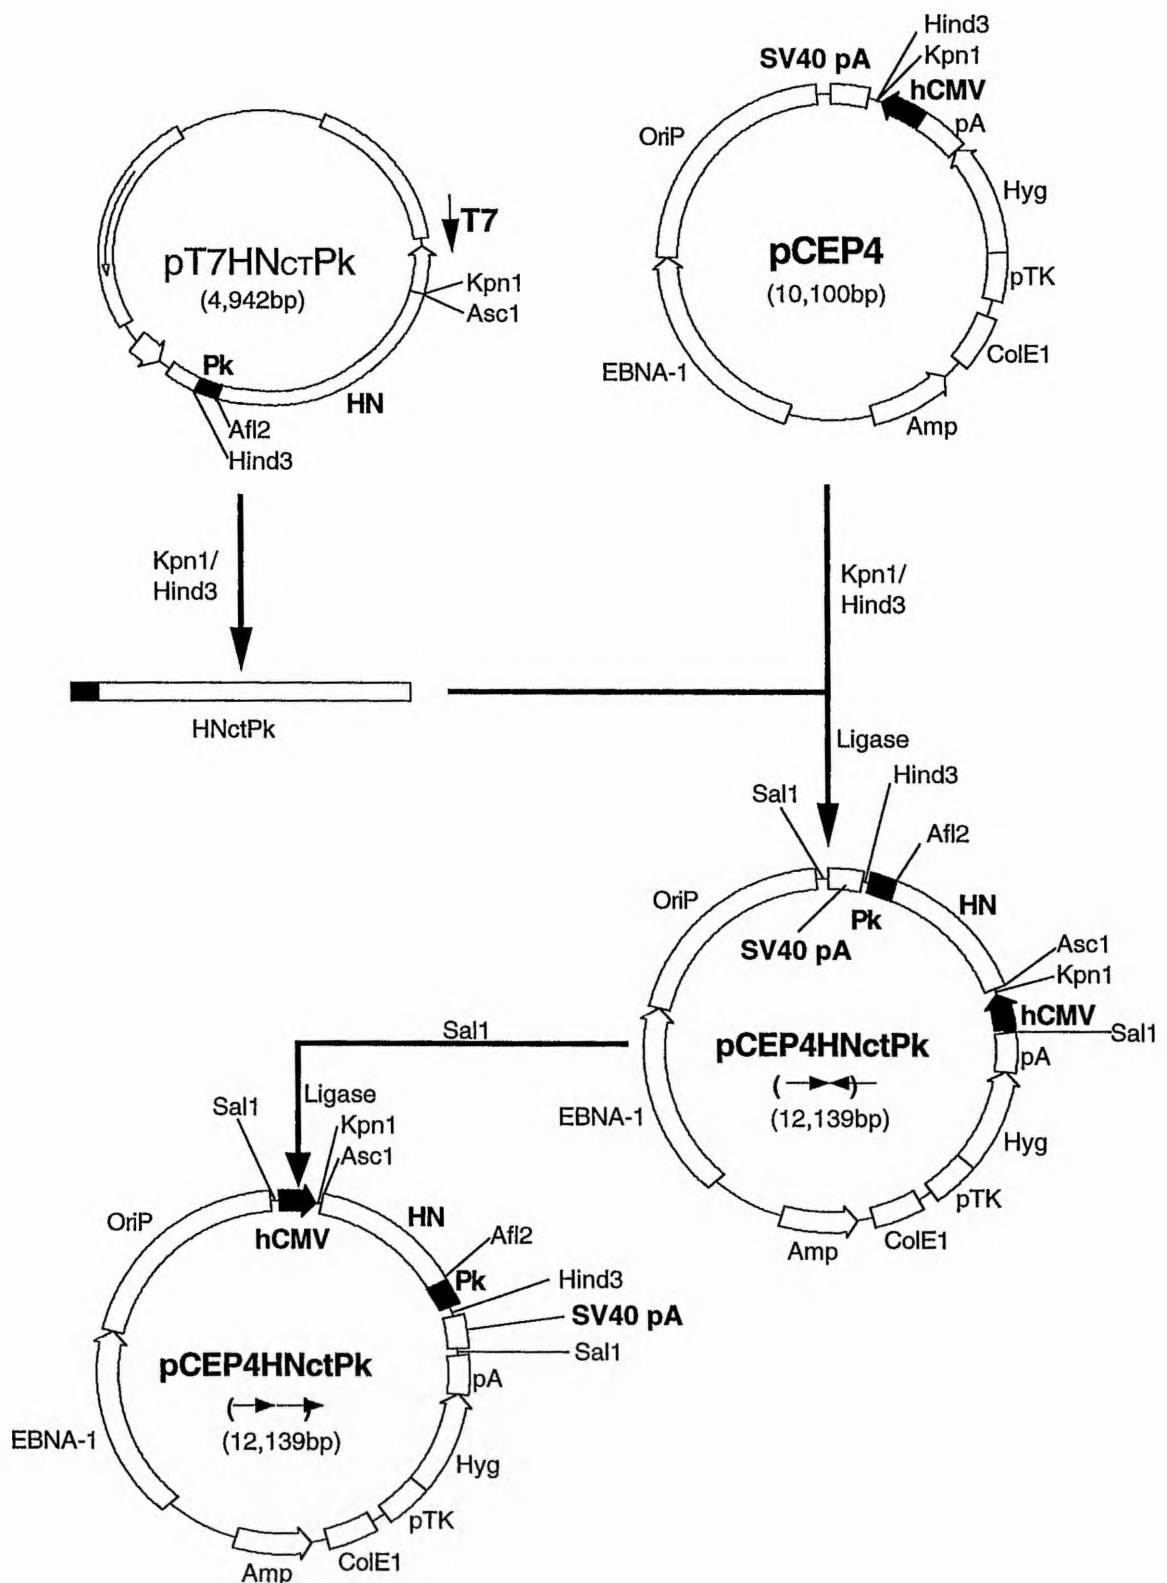 Hind3
Kpn1
SV40 pA
hCMV
pA
OriP
Hyg
pCEP4
(10,100bp)
pTK
ColE1
EBNA-1
Amp
T7
pT7HNCTPk
(4,942bp)
Kpn1
Asc1
Pk
HN
Afl2
Hind3
Kpn1/
Hind3
Kpn1/
Hind3
HNctPk
Ligase
Hind3
Sal1
Afl2
OriP
HN
Pk
SV40 pA
Asc1
Kpn1
hCMV
Sal1
pA
pCEP4HNctPk
( )
(12,139bp)
EBNA-1
Hyg
pTK
ColE1
Amp
Sal1
Ligase
Sal1
Kpn1
Asc1
OriP
hCMV
HN
Afl2
Pk
Hind3
SV40 pA
Sal1
pA
pCEP4HNctPk
( )
(12,139bp)
EBNA-1
Hyg
pTK
ColE1
Amp